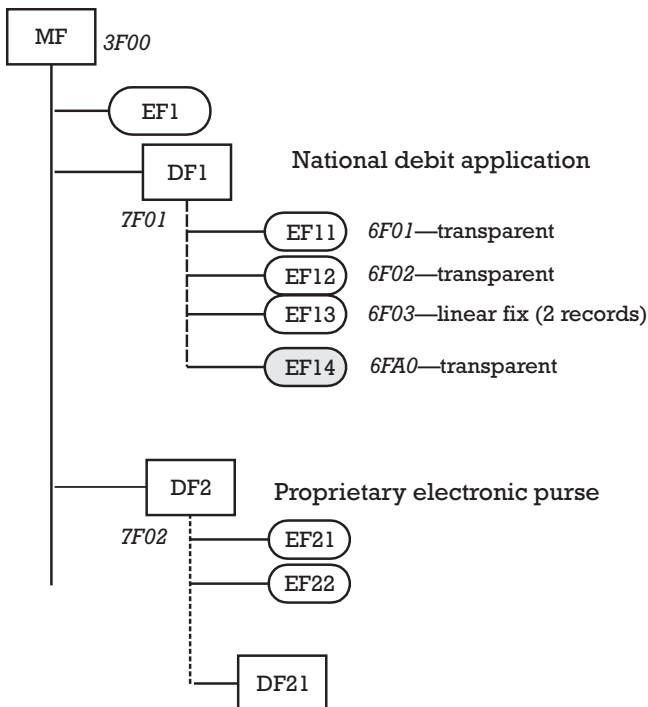 MF 3F00
EF1
National debit application
DF1
7F01
EF11 6F01—transparent
EF12 6F02—transparent
EF13 6F03—linear fix (2 records)
EF14 6FA0—transparent
DF2
Proprietary electronic purse
7F02
EF21
EF22
DF21